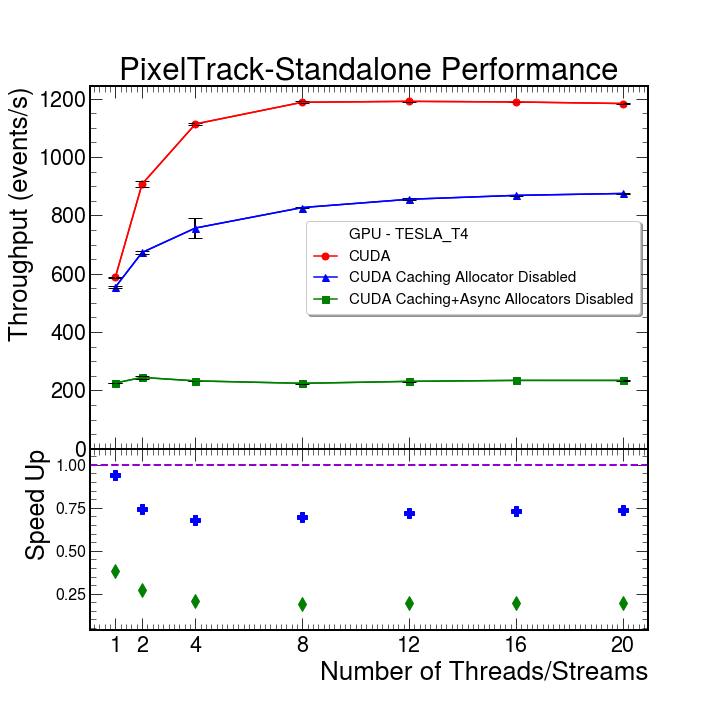 PixelTrack-Standalone Performance
Throughput (events/s)
1200
1000
800
600
400
200
0
GPU - TESLA_T4
CUDA
CUDA Caching Allocator Disabled
CUDA Caching+Async Allocators Disabled
Speed Up
1.00
0.75
0.50
0.25
1 2 4 8 12 16 20
Number of Threads/Streams